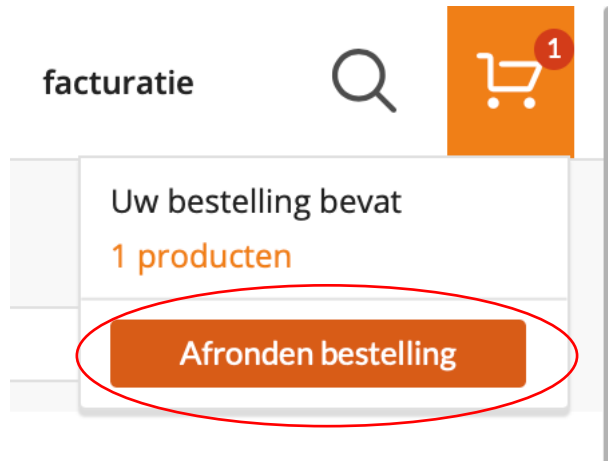 facturatie
1
Uw bestelling bevat
1 producten
Afronden bestelling